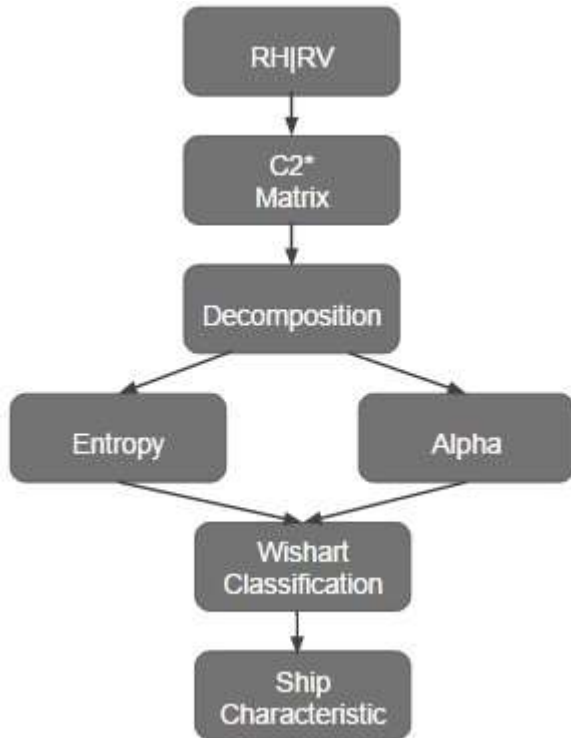 RH|RV
C2*
Matrix
Decomposition
Entropy
Alpha
Wishart
Classification
Ship
Characteristic